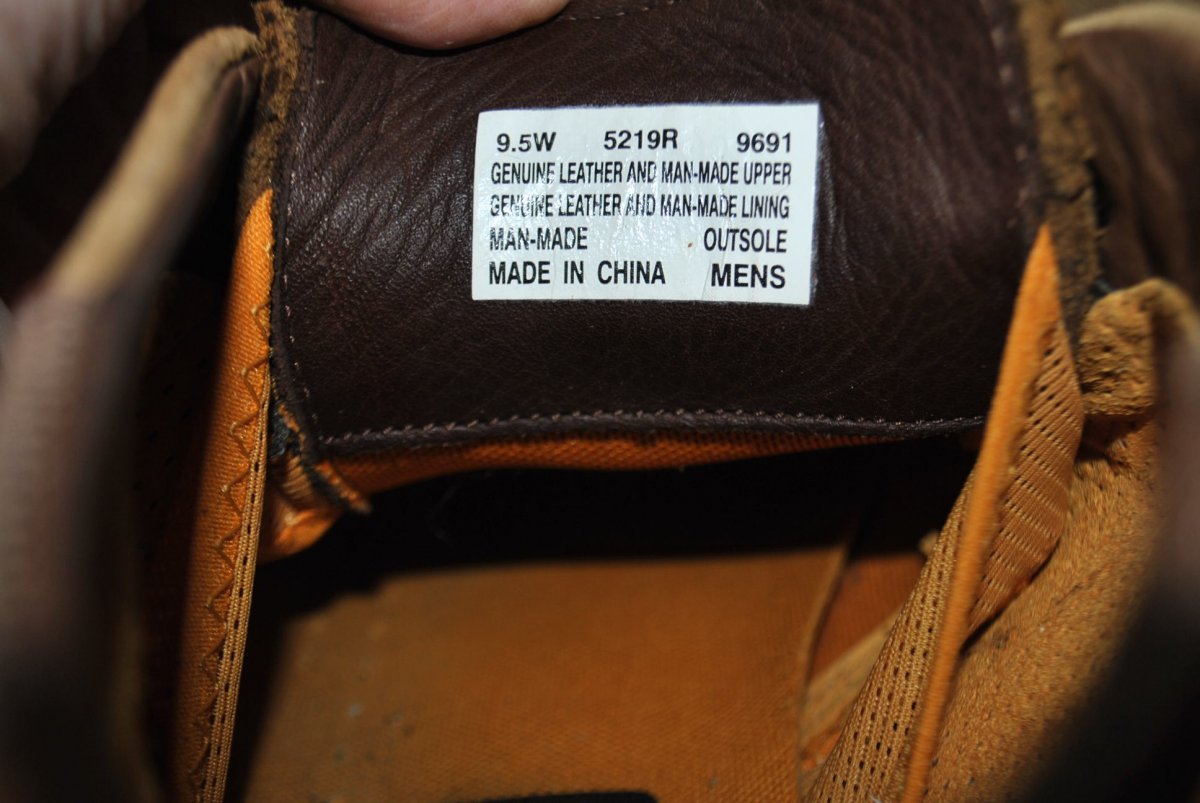 9.5W 5219R 9691
GENUINE LEATHER AND MAN-MADE UPPER
GENUINE LEATHER AND MAN-MADE LINING
MAN-MADE OUTSOLE
MADE IN CHINA MENS